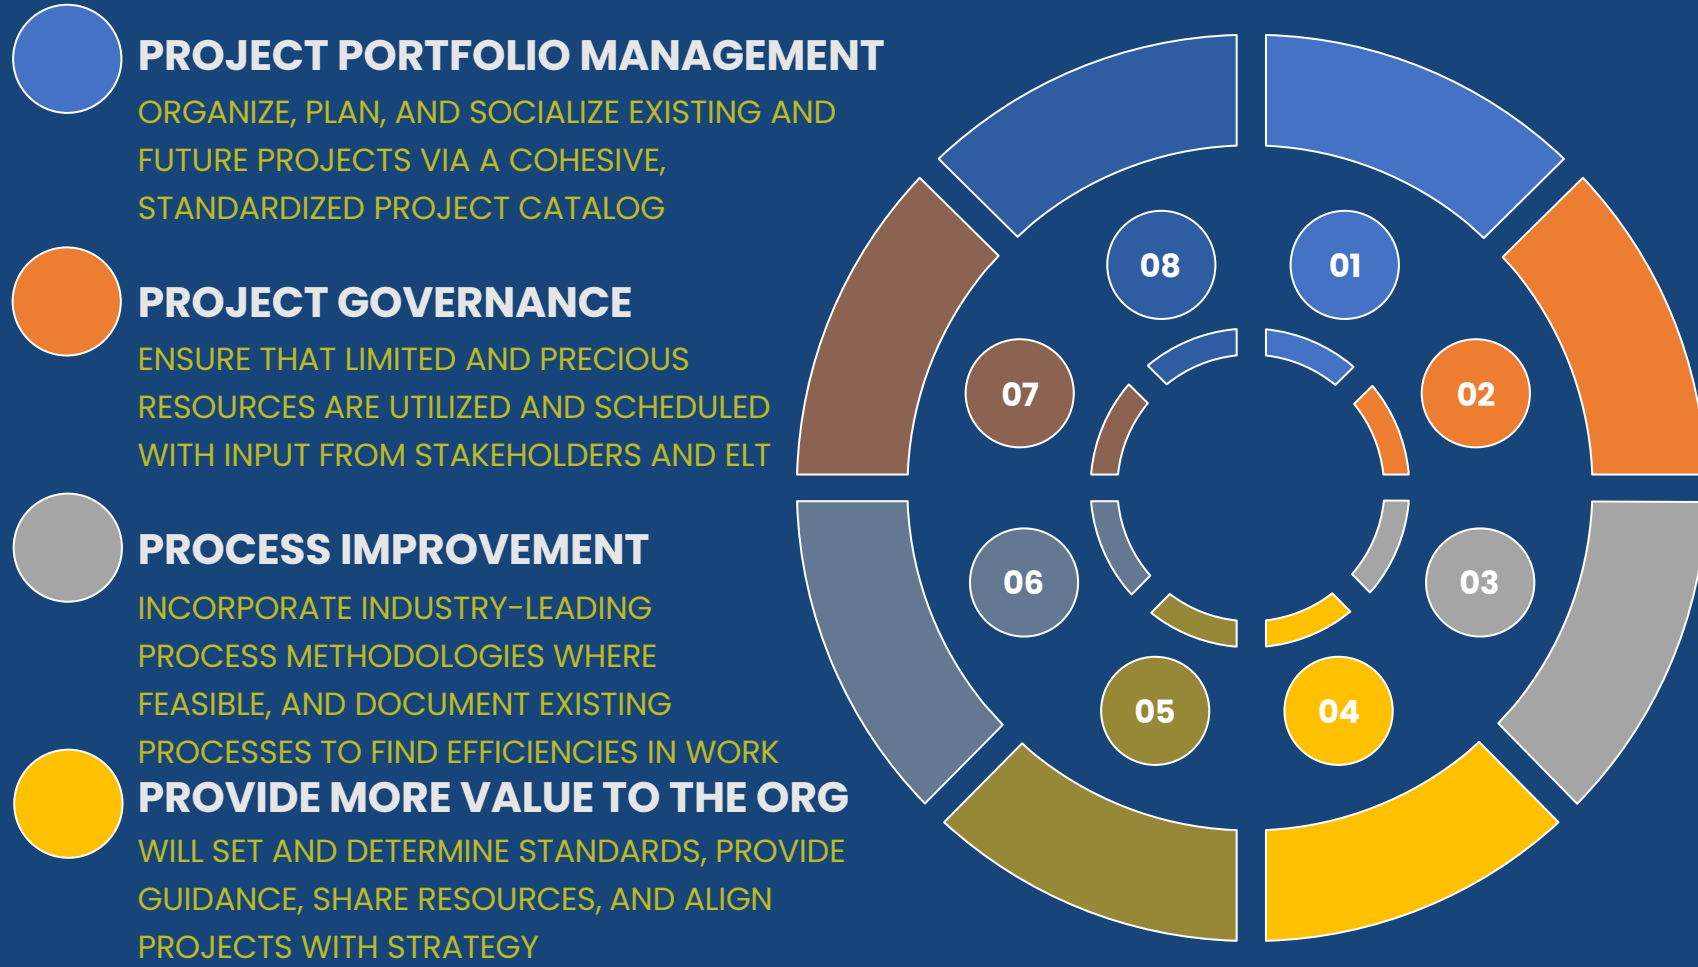 PROJECT PORTFOLIO MANAGEMENT
ORGANIZE, PLAN, AND SOCIALIZE EXISTING AND
FUTURE PROJECTS VIA A COHESIVE,
STANDARDIZED PROJECT CATALOG
PROJECT GOVERNANCE
ENSURE THAT LIMITED AND PRECIOUS
RESOURCES ARE UTILIZED AND SCHEDULED
WITH INPUT FROM STAKEHOLDERS AND ELT
PROCESS IMPROVEMENT
INCORPORATE INDUSTRY-LEADING
PROCESS METHODOLOGIES WHERE
FEASIBLE, AND DOCUMENT EXISTING
PROCESSES TO FIND EFFICIENCIES IN WORK
PROVIDE MORE VALUE TO THE ORG
WILL SET AND DETERMINE STANDARDS, PROVIDE
GUIDANCE, SHARE RESOURCES, AND ALIGN
PROJECTS WITH STRATEGY
01
02
03
04
05
06
07
08